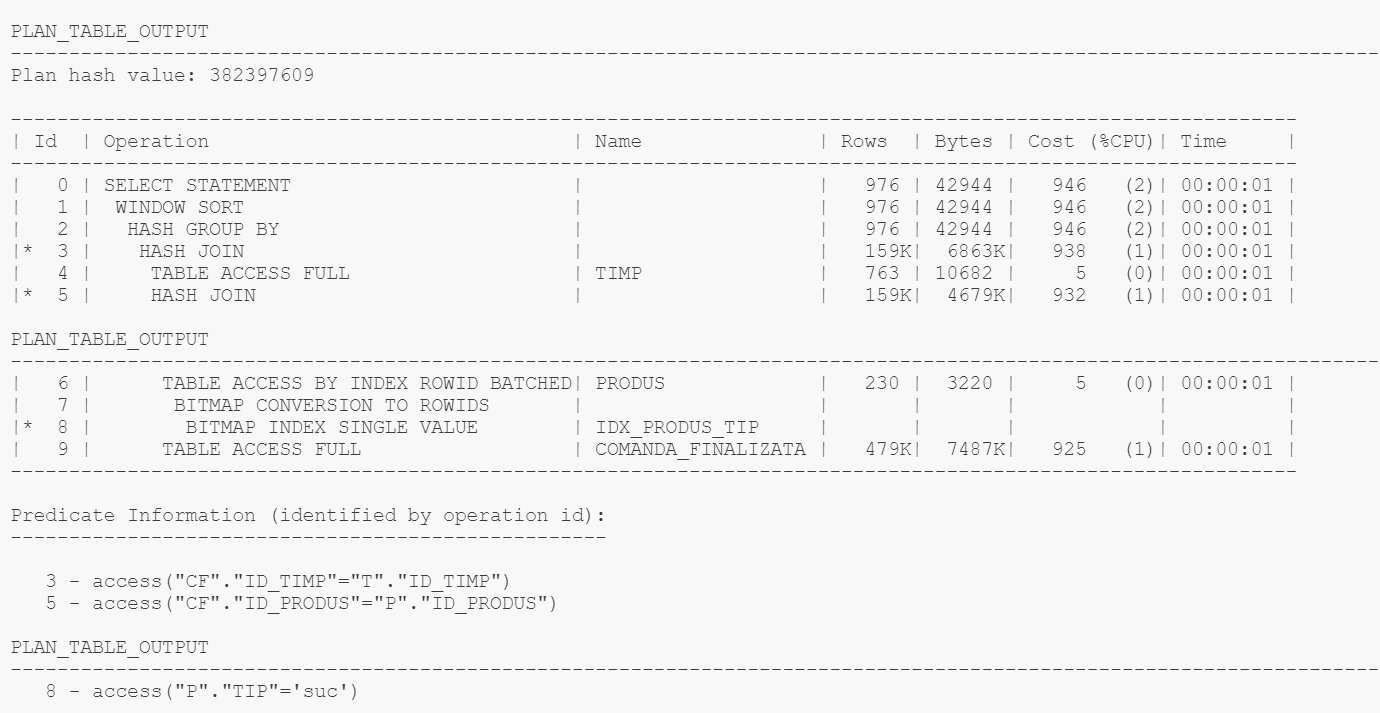 PLAN_TABLE_OUTPUT
--------------------------------------------------------------------------------------------------------------------
Plan hash value: 382397609
--------------------------------------------------------------------------------------------------------------
| Id  | Operation                               | Name               | Rows  | Bytes | Cost (%CPU)| Time     |
--------------------------------------------------------------------------------------------------------------
|   0 | SELECT STATEMENT                        |                    |   976 | 42944 |   946   (2)| 00:00:01 |
|   1 |  WINDOW SORT                            |                    |   976 | 42944 |   946   (2)| 00:00:01 |
|   2 |   HASH GROUP BY                         |                    |   976 | 42944 |   946   (2)| 00:00:01 |
|*  3 |    HASH JOIN                            |                    |   159K|  6863K|   938   (1)| 00:00:01 |
|   4 |     TABLE ACCESS FULL                   | TIMP               |   763 | 10682 |     5   (0)| 00:00:01 |
|*  5 |     HASH JOIN                           |                    |   159K|  4679K|   932   (1)| 00:00:01 |
PLAN_TABLE_OUTPUT
--------------------------------------------------------------------------------------------------------------------
|   6 |      TABLE ACCESS BY INDEX ROWID BATCHED| PRODUS             |   230 |  3220 |     5   (0)| 00:00:01 |
|   7 |       BITMAP CONVERSION TO ROWIDS       |                    |       |       |            |          |
|*  8 |        BITMAP INDEX SINGLE VALUE        | IDX_PRODUS_TIP     |       |       |            |          |
|   9 |      TABLE ACCESS FULL                  | COMANDA_FINALIZATA |   479K|  7487K|   925   (1)| 00:00:01 |
--------------------------------------------------------------------------------------------------------------
Predicate Information (identified by operation id):
---------------------------------------------------
   3 - access("CF"."ID_TIMP"="T"."ID_TIMP")
   5 - access("CF"."ID_PRODUS"="P"."ID_PRODUS")
PLAN_TABLE_OUTPUT
--------------------------------------------------------------------------------------------------------------------
   8 - access("P"."TIP"='suc')